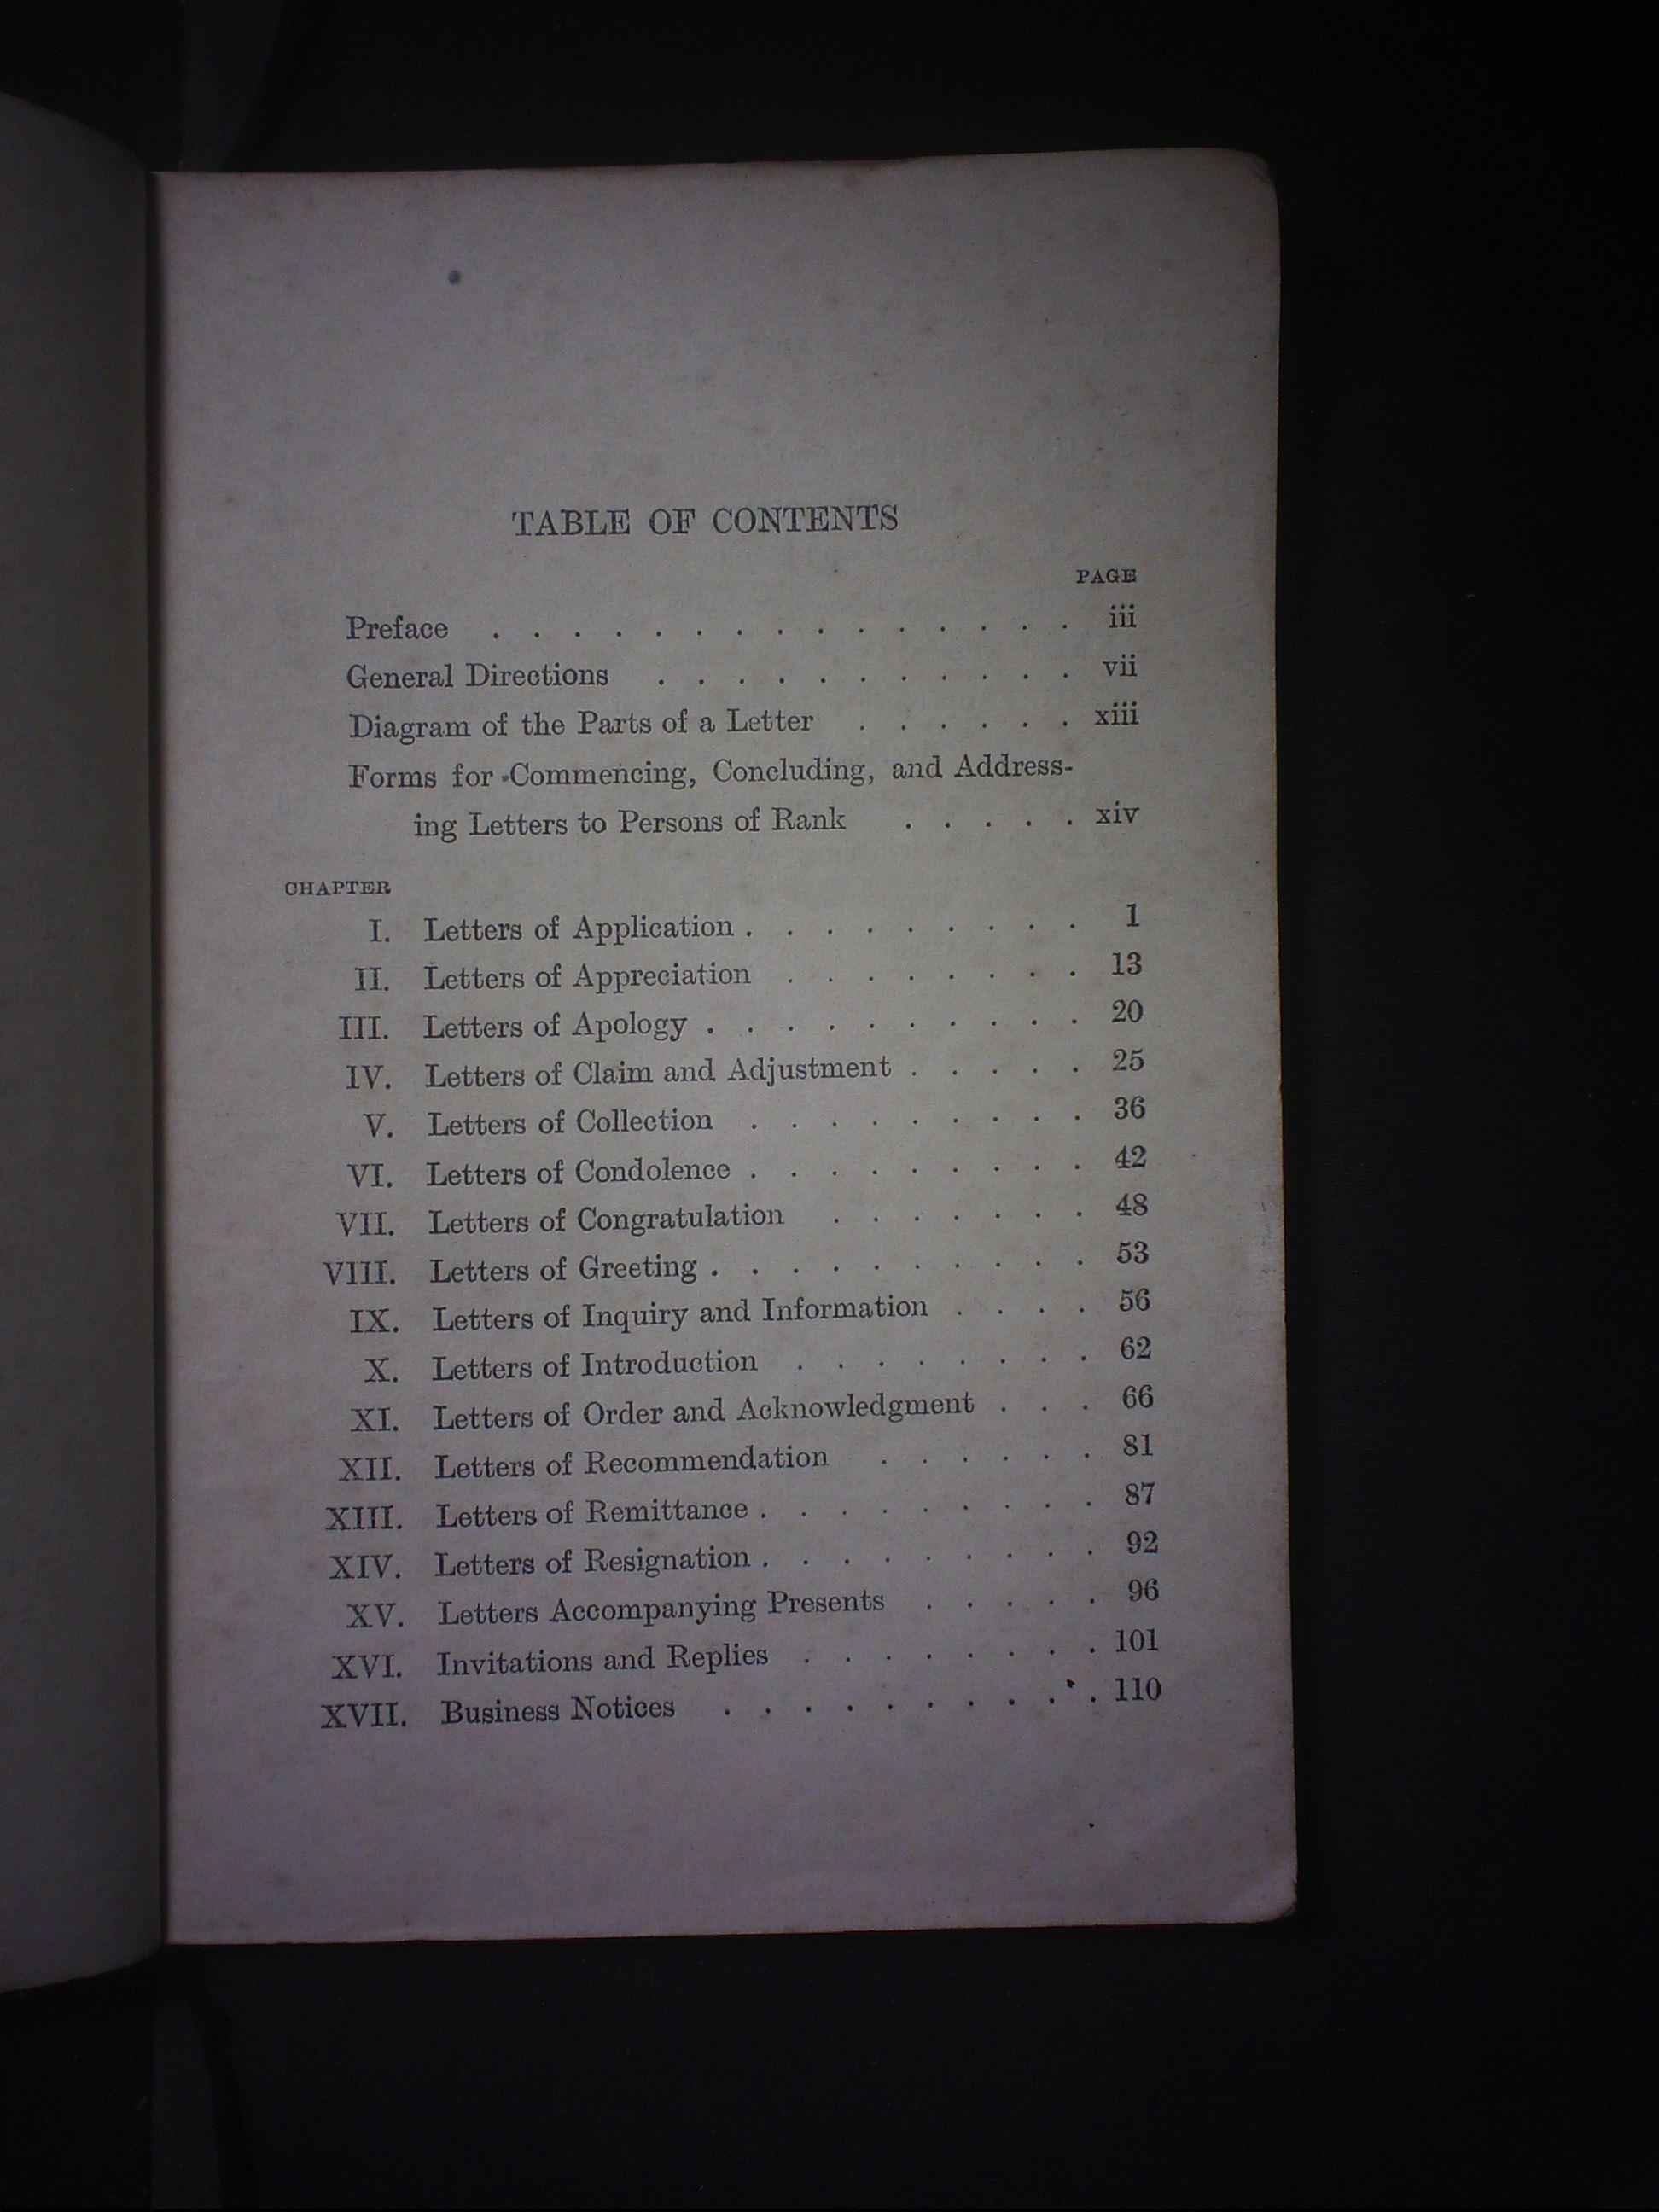 TABLE OF CONTENTS
PAGE
Preface . . . . . . . . . . . . . . . iii
General Directions . . . . . . . . . . . vii
Diagram of the Parts of a Letter . . . . . . xiii
Forms for Commencing, Concluding, and Address-
ing Letters to Persons of Rank . . . . . xiv
CHAPTER
I. Letters of Application . . . . . . . . . 1
II. Letters of Appreciation . . . . . . . . 13
III. Letters of Apology . . . . . . . . . . 20
IV. Letters of Claim and Adjustment . . . . . 25
V. Letters of Collection . . . . . . . . . 36
VI. Letters of Condolence . . . . . . . . . 42
VII. Letters of Congratulation . . . . . . . 48
VIII. Letters of Greeting . . . . . . . . . . 53
IX. Letters of Inquiry and Information . . . . 56
X. Letters of Introduction . . . . . . . . 62
XI. Letters of Order and Acknowledgment . . . 66
XII. Letters of Recommendation . . . . . . 81
XIII. Letters of Remittance . . . . . . . . . 87
XIV. Letters of Resignation . . . . . . . . . 92
XV. Letters Accompanying Presents . . . . . 96
XVI. Invitations and Replies . . . . . . . . 101
XVII. Business Notices . . . . . . . . . . 110